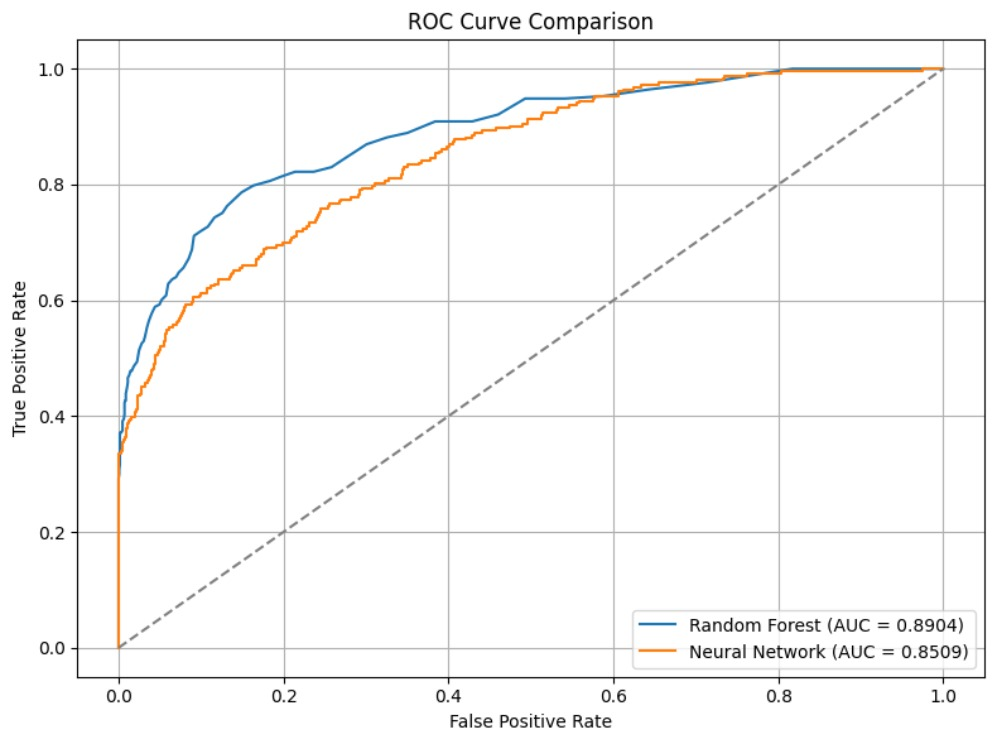 ROC Curve Comparison
True Positive Rate
1.0
0.8
0.6
0.4
0.2
0.0
Random Forest (AUC = 0.8904)
Neural Network (AUC = 0.8509)
0.0 0.2 0.4 0.6 0.8 1.0
False Positive Rate